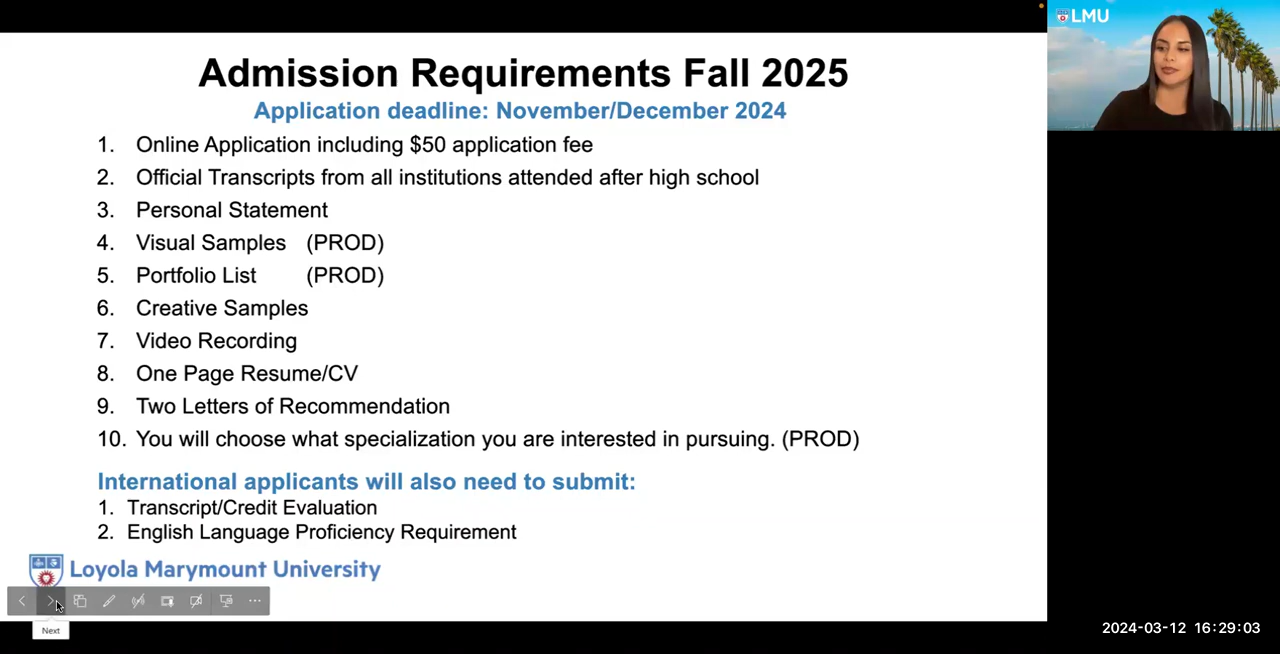 LMU
Admission Requirements Fall 2025
Application deadline: November/December 2024
1. Online Application including $50 application fee
2. Official Transcripts from all institutions attended after high school
3. Personal Statement
4. Visual Samples (PROD)
5. Portfolio List (PROD)
6. Creative Samples
7. Video Recording
8. One Page Resume/CV
9. Two Letters of Recommendation
10. You will choose what specialization you are interested in pursuing. (PROD)
International applicants will also need to submit:
1. Transcript/Credit Evaluation
2. English Language Proficiency Requirement
Loyola Marymount University
Next
2024-03-12 16:29:03